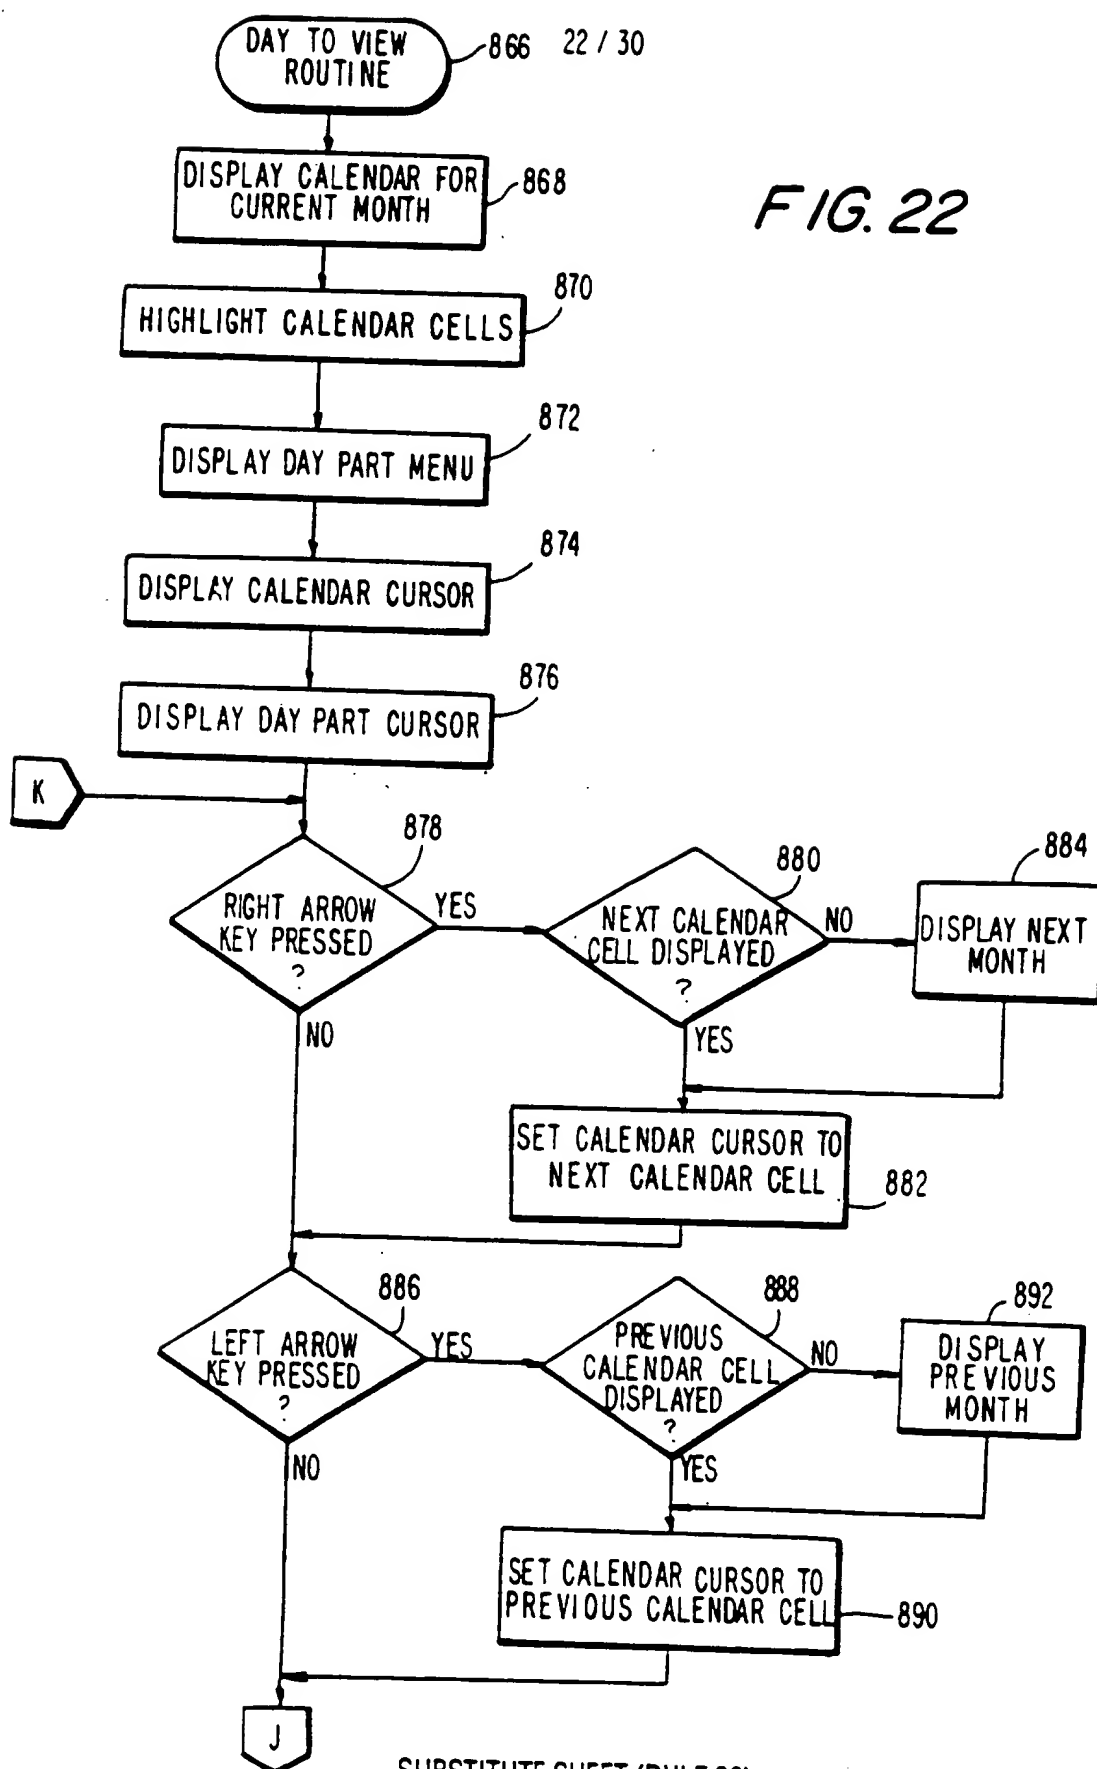 DAY TO VIEW
ROUTINE
866
22 / 30
DISPLAY CALENDAR FOR
CURRENT MONTH
868
FIG. 22
870
HIGHLIGHT CALENDAR CELLS
872
DISPLAY DAY PART MENU
874
DISPLAY CALENDAR CURSOR
876
DISPLAY DAY PART CURSOR
K
878
RIGHT ARROW
KEY PRESSED
?
YES
NO
880
NEXT CALENDAR
CELL DISPLAYED
?
NO
YES
884
DISPLAY NEXT
MONTH
SET CALENDAR CURSOR TO
NEXT CALENDAR CELL
882
886
LEFT ARROW
KEY PRESSED
?
YES
NO
888
PREVIOUS
CALENDAR CELL
DISPLAYED
?
NO
YES
892
DISPLAY
PREVIOUS
MONTH
SET CALENDAR CURSOR TO
PREVIOUS CALENDAR CELL
890
J
SUBSTITUTE SHEET